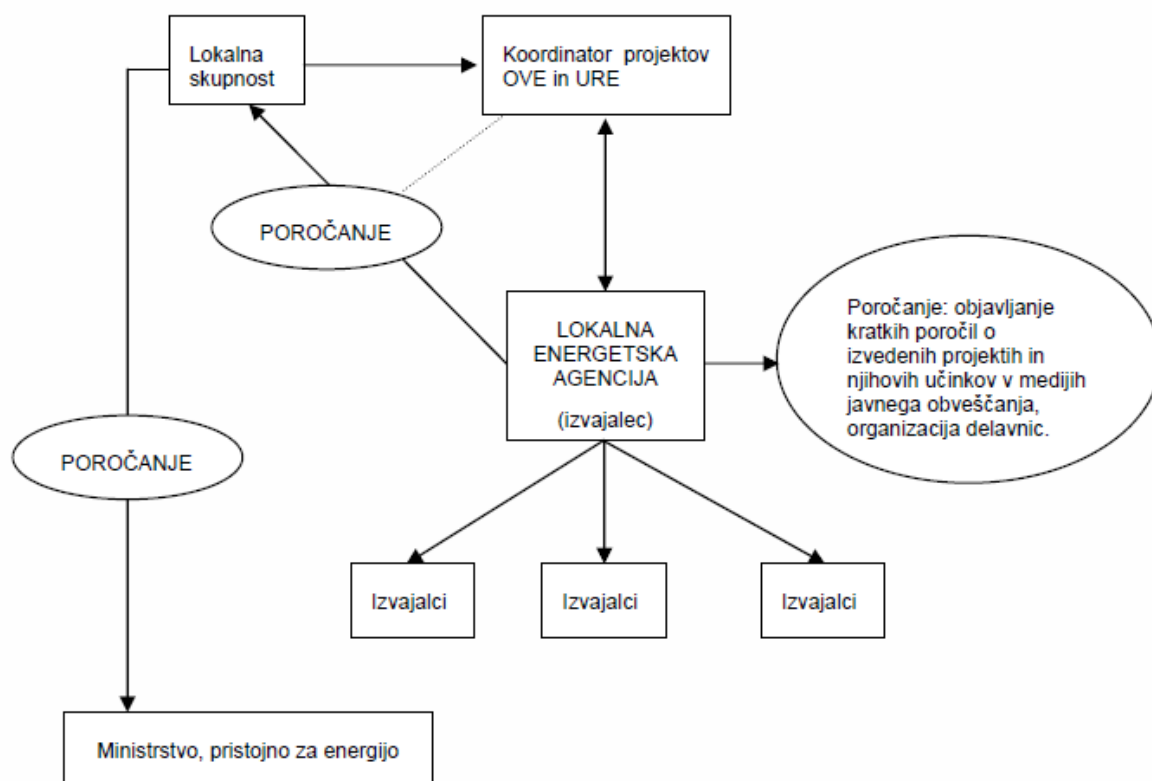 Lokalna
skupnost
Koordinator projektov
OVE in URE
POROČANJE
LOKALNA
ENERGETSKA
AGENCIJA
(izvajalec)
Poročanje: objavljanje
kratkih poročil o
izvedenih projektih in
njihovih učinkov v medijih
javnega obveščanja,
organizacija delavnic.
POROČANJE
Izvajalci
Izvajalci
Izvajalci
Ministrstvo, pristojno za energijo